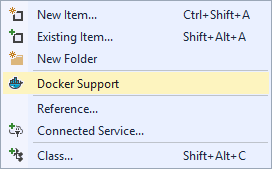 New Item... Ctrl+Shift+A
Existing Item... Shift+Alt+A
New Folder
Docker Support
Reference...
Connected Service...
Class... Shift+Alt+C